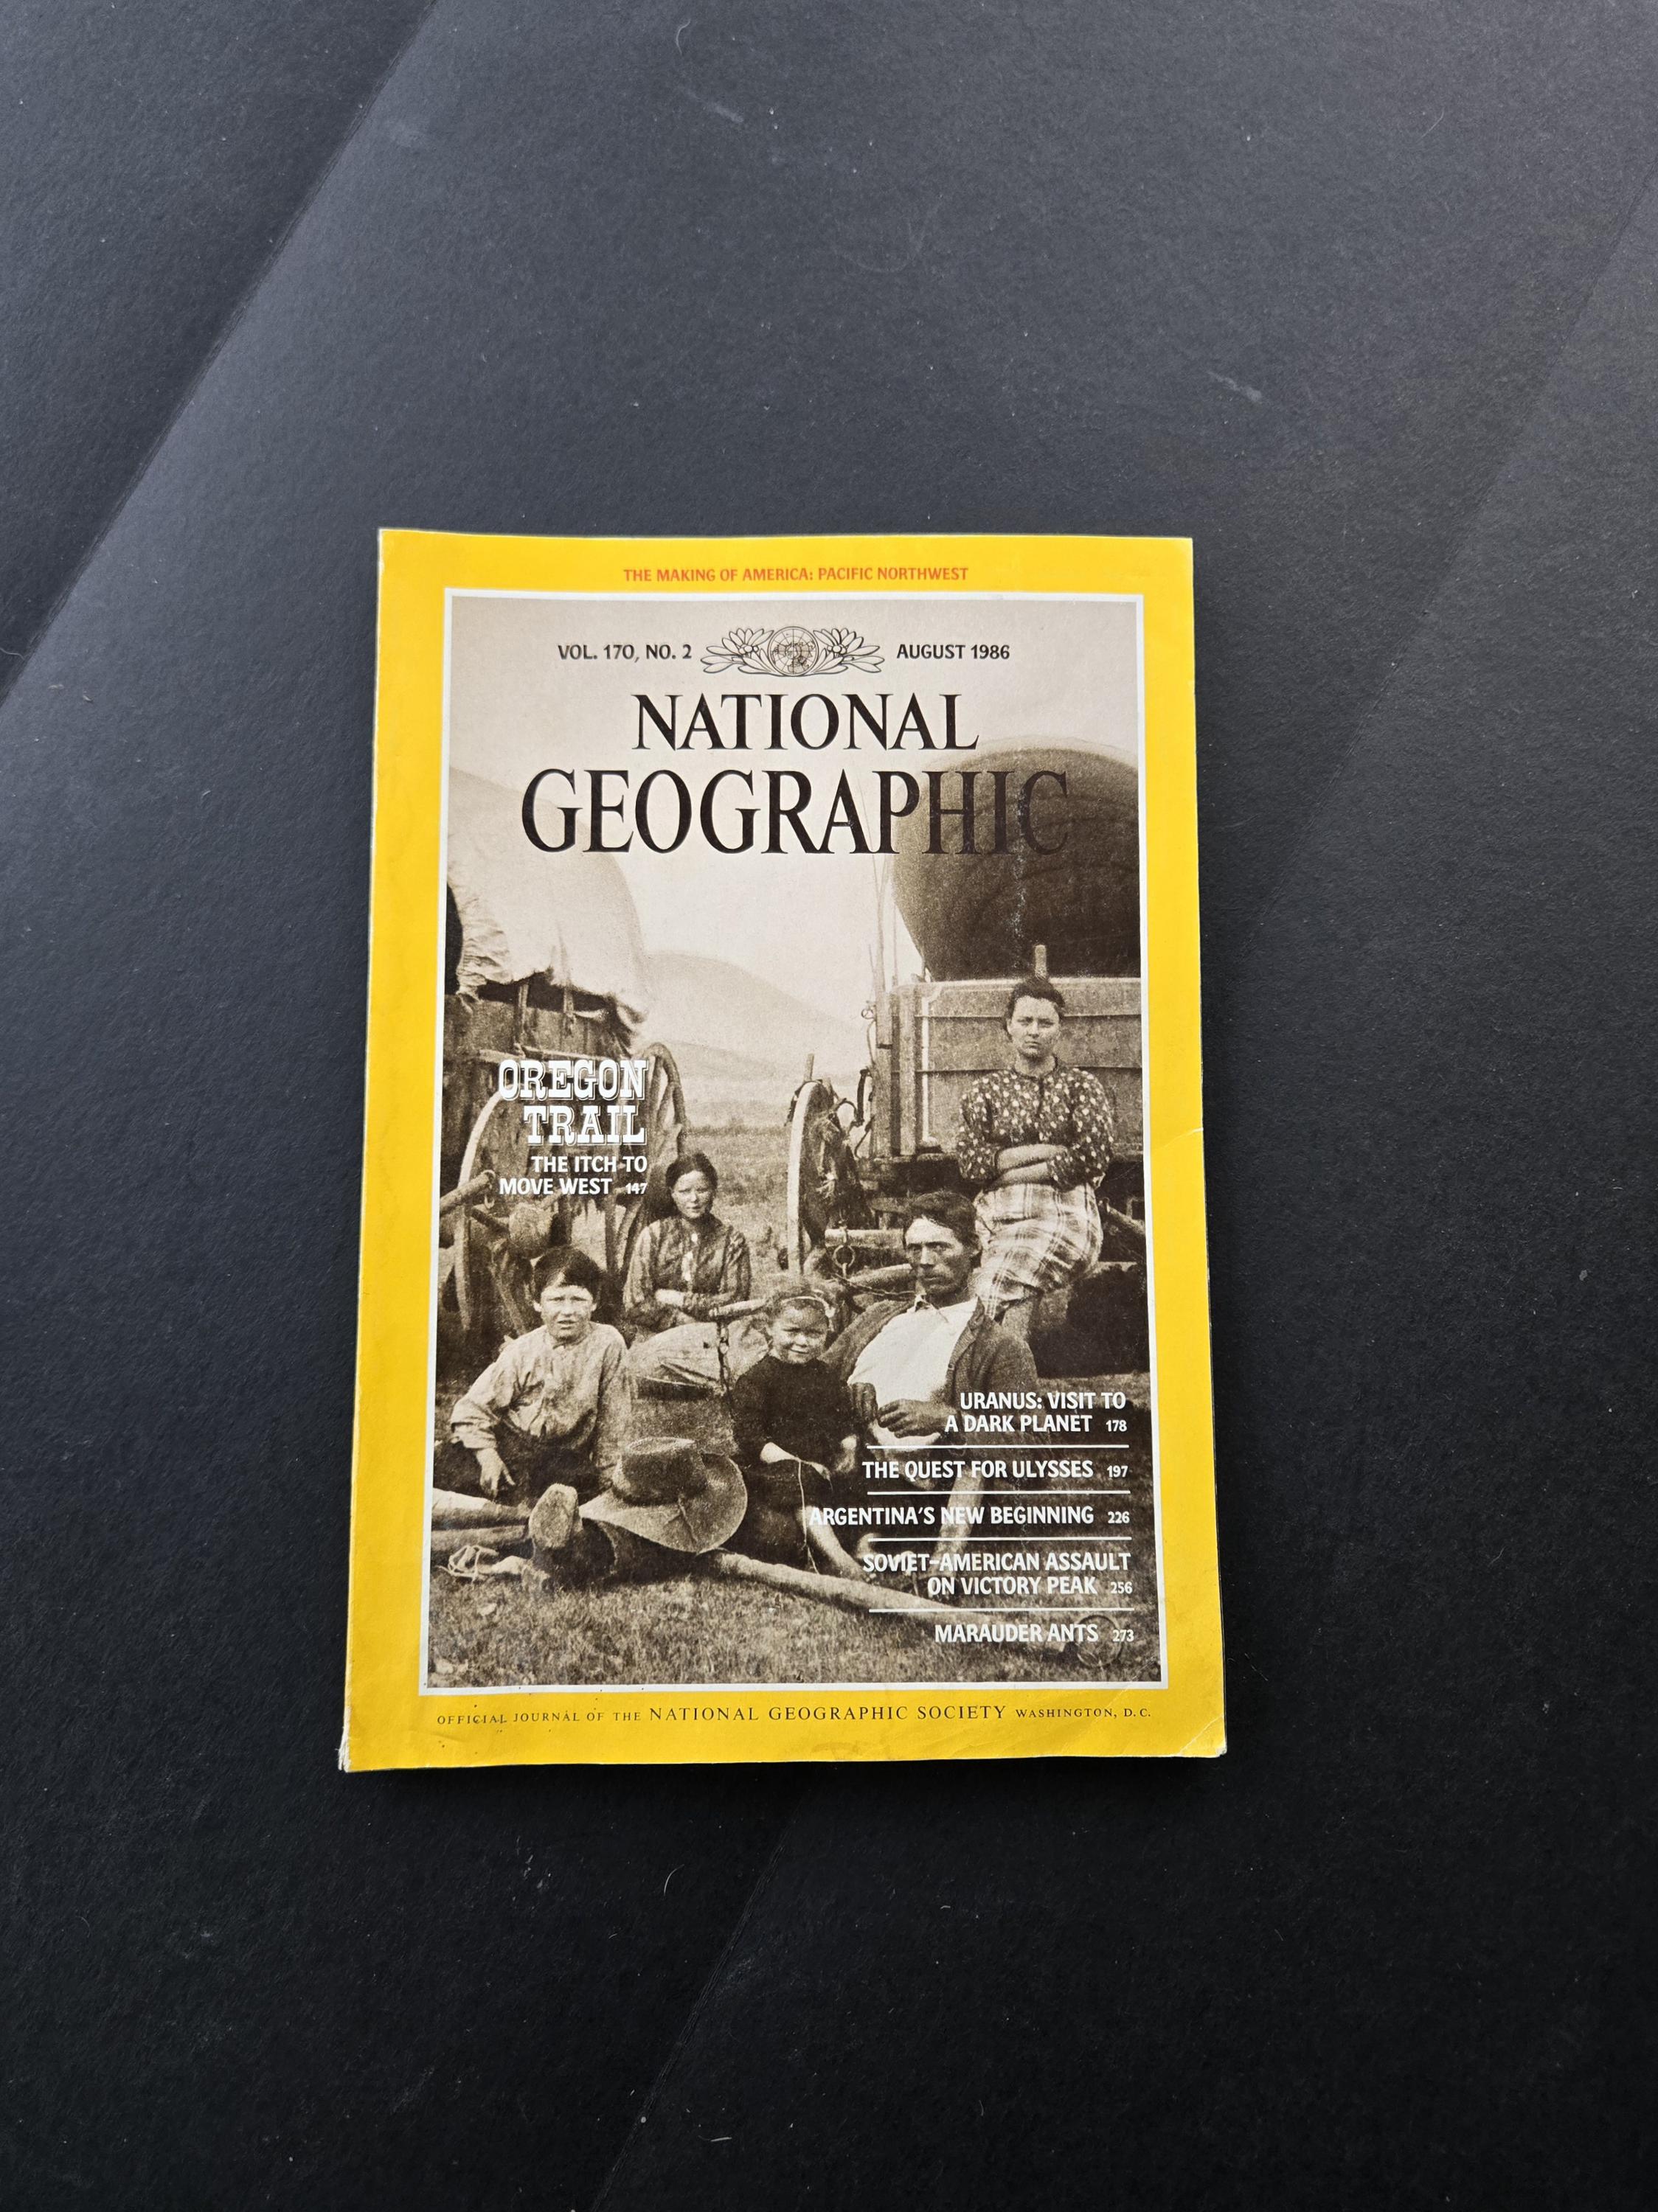 THE MAKING OF AMERICA: PACIFIC NORTHWEST
VOL. 170, NO. 2 AUGUST 1986
NATIONAL
GEOGRAPHIC
OREGON
TRAIL
THE ITCH TO
MOVE WEST 147
URANUS: VISIT TO
A DARK PLANET 178
THE QUEST FOR ULYSSES 197
ARGENTINA'S NEW BEGINNING 226
SOVIET-AMERICAN ASSAULT
ON VICTORY PEAK 256
MARAUDER ANTS 273
OFFICIAL JOURNAL OF THE NATIONAL GEOGRAPHIC SOCIETY WASHINGTON, D.C.